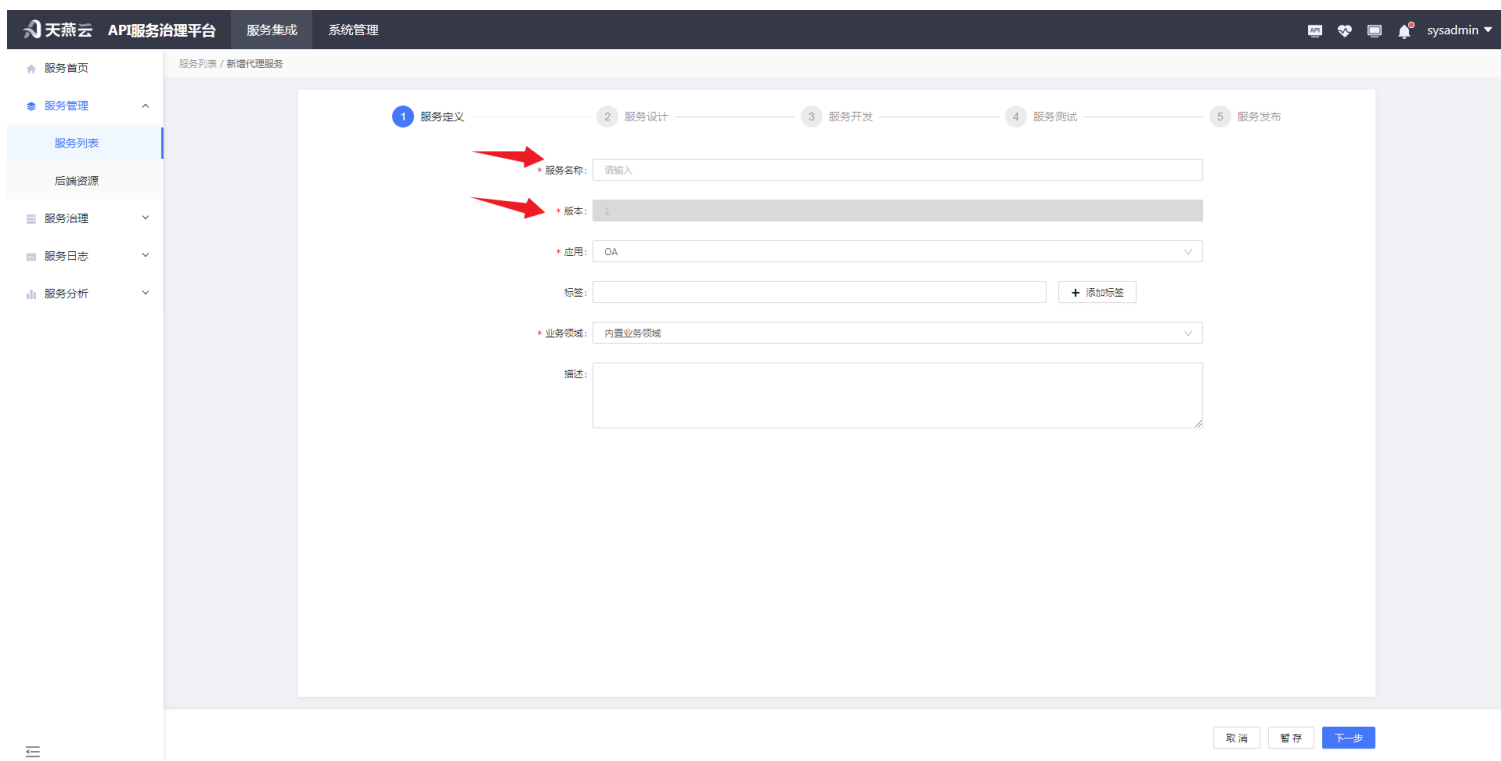 天燕云 API服务治理平台 服务集成 系统管理 API sysadmin
服务首页
服务管理
服务列表
后端资源
服务治理
服务日志
服务分析
服务列表 / 新增代理服务
1 服务定义 2 服务设计 3 服务开发 4 服务测试 5 服务发布
* 服务名称: 请输入
* 版本: 1
* 应用: OA
标签: + 添加标签
* 业务领域: 内置业务领域
描述:
取消 暂存 下一步